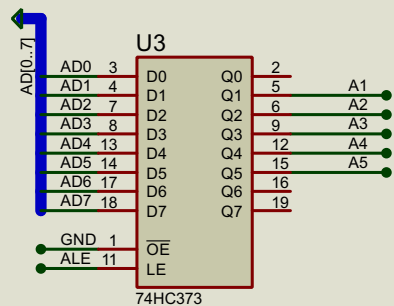 U3
AD[0..7]
AD0 3 D0 Q0 2
AD1 4 D1 Q1 5 A1
AD2 7 D2 Q2 6 A2
AD3 8 D3 Q3 9 A3
AD4 13 D4 Q4 12 A4
AD5 14 D5 Q5 15 A5
AD6 17 D6 Q6 16
AD7 18 D7 Q7 19
GND 1 OE
ALE 11 LE
74HC373